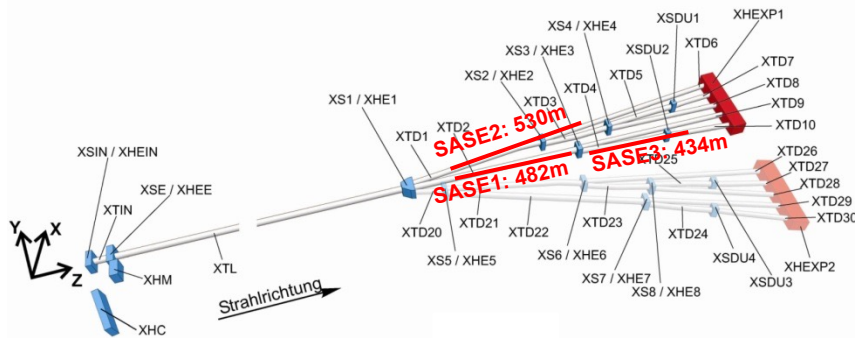 XHEXP1
XSDU1
XTD6
XS4 / XHE4
XS3 / XHE3
XSDU2
XTD7
XTD5
XS2 / XHE2
XTD4
XTD8
XTD3
XTD9
XS1 / XHE1
XTD2
XTD1
SASE2: 530m
XTD10
XSIN / XHEIN
SASE3: 434m
XTD26
XTD25
XTD27
XSE / XHEE
SASE1: 482m
XTD28
XTIN
XTD29
XTD20
XTD21
XTD22
XTD23
XTD24
XTD30
Y
X
Z
XTL
XS5 / XHE5
XS6 / XHE6
XSDU4
XHEXP2
XHM
XS7 / XHE7
XSDU3
XS8 / XHE8
Strahlrichtung
XHC